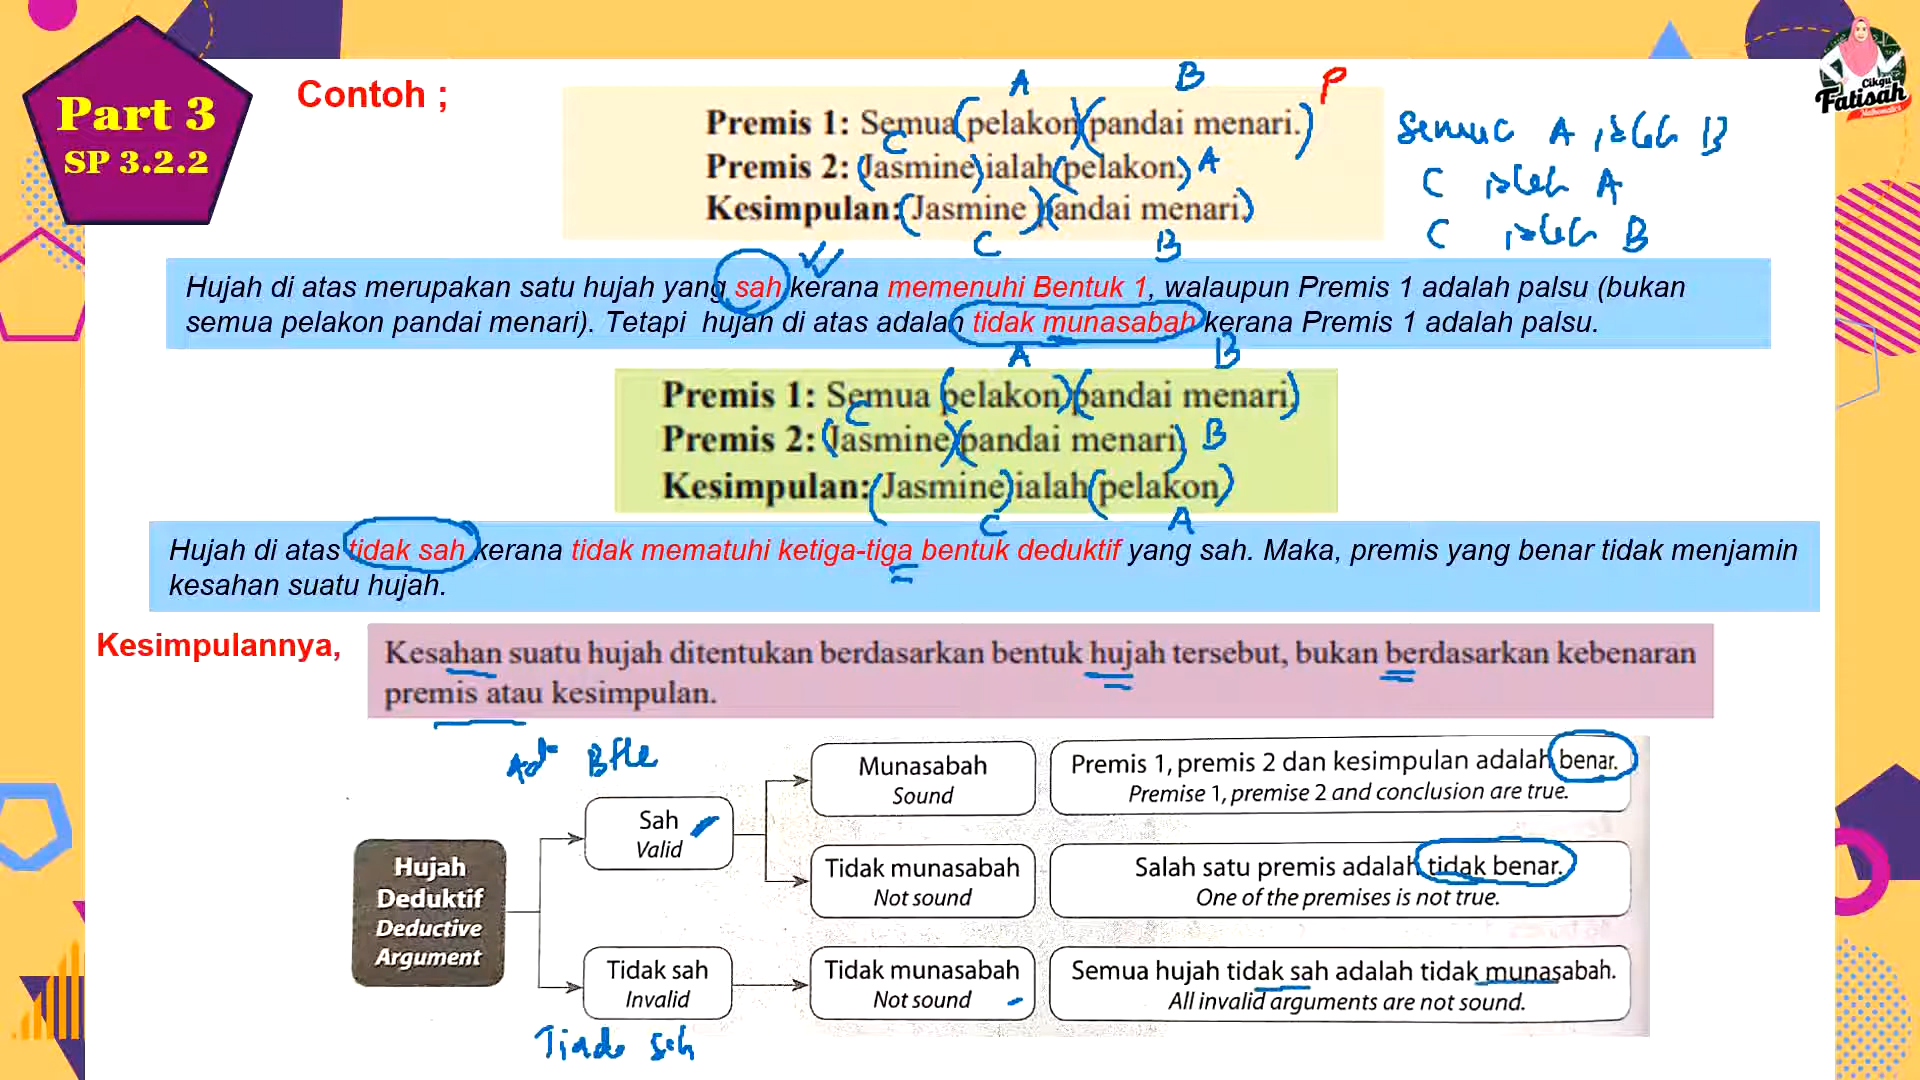 Part 3
SP 3.2.2
Contoh ;
Cikgu
Fatisah
Mathematics
A B P
Premis 1: Semua pelakon pandai menari.
C
Premis 2: Jasmine ialah pelakon. A
Kesimpulan: Jasmine pandai menari.
C B
Semua A ialah B
C ialah A
C ialah B
Hujah di atas merupakan satu hujah yang sah kerana memenuhi Bentuk 1, walaupun Premis 1 adalah palsu (bukan
semua pelakon pandai menari). Tetapi hujah di atas adalah tidak munasabah kerana Premis 1 adalah palsu.
A B
Premis 1: Semua pelakon pandai menari.
C
Premis 2: Jasmine pandai menari. B
Kesimpulan: Jasmine ialah pelakon
C A
Hujah di atas tidak sah kerana tidak mematuhi ketiga-tiga bentuk deduktif yang sah. Maka, premis yang benar tidak menjamin
kesahan suatu hujah.
Kesimpulannya,
Kesahan suatu hujah ditentukan berdasarkan bentuk hujah tersebut, bukan berdasarkan kebenaran
premis atau kesimpulan.
Hujah
Deduktif
Deductive
Argument
Sah
Valid
Munasabah
Sound
Premis 1, premis 2 dan kesimpulan adalah benar.
Premise 1, premise 2 and conclusion are true.
Tidak munasabah
Not sound
Salah satu premis adalah tidak benar.
One of the premises is not true.
Tidak sah
Invalid
Tidak munasabah
Not sound
Semua hujah tidak sah adalah tidak munasabah.
All invalid arguments are not sound.